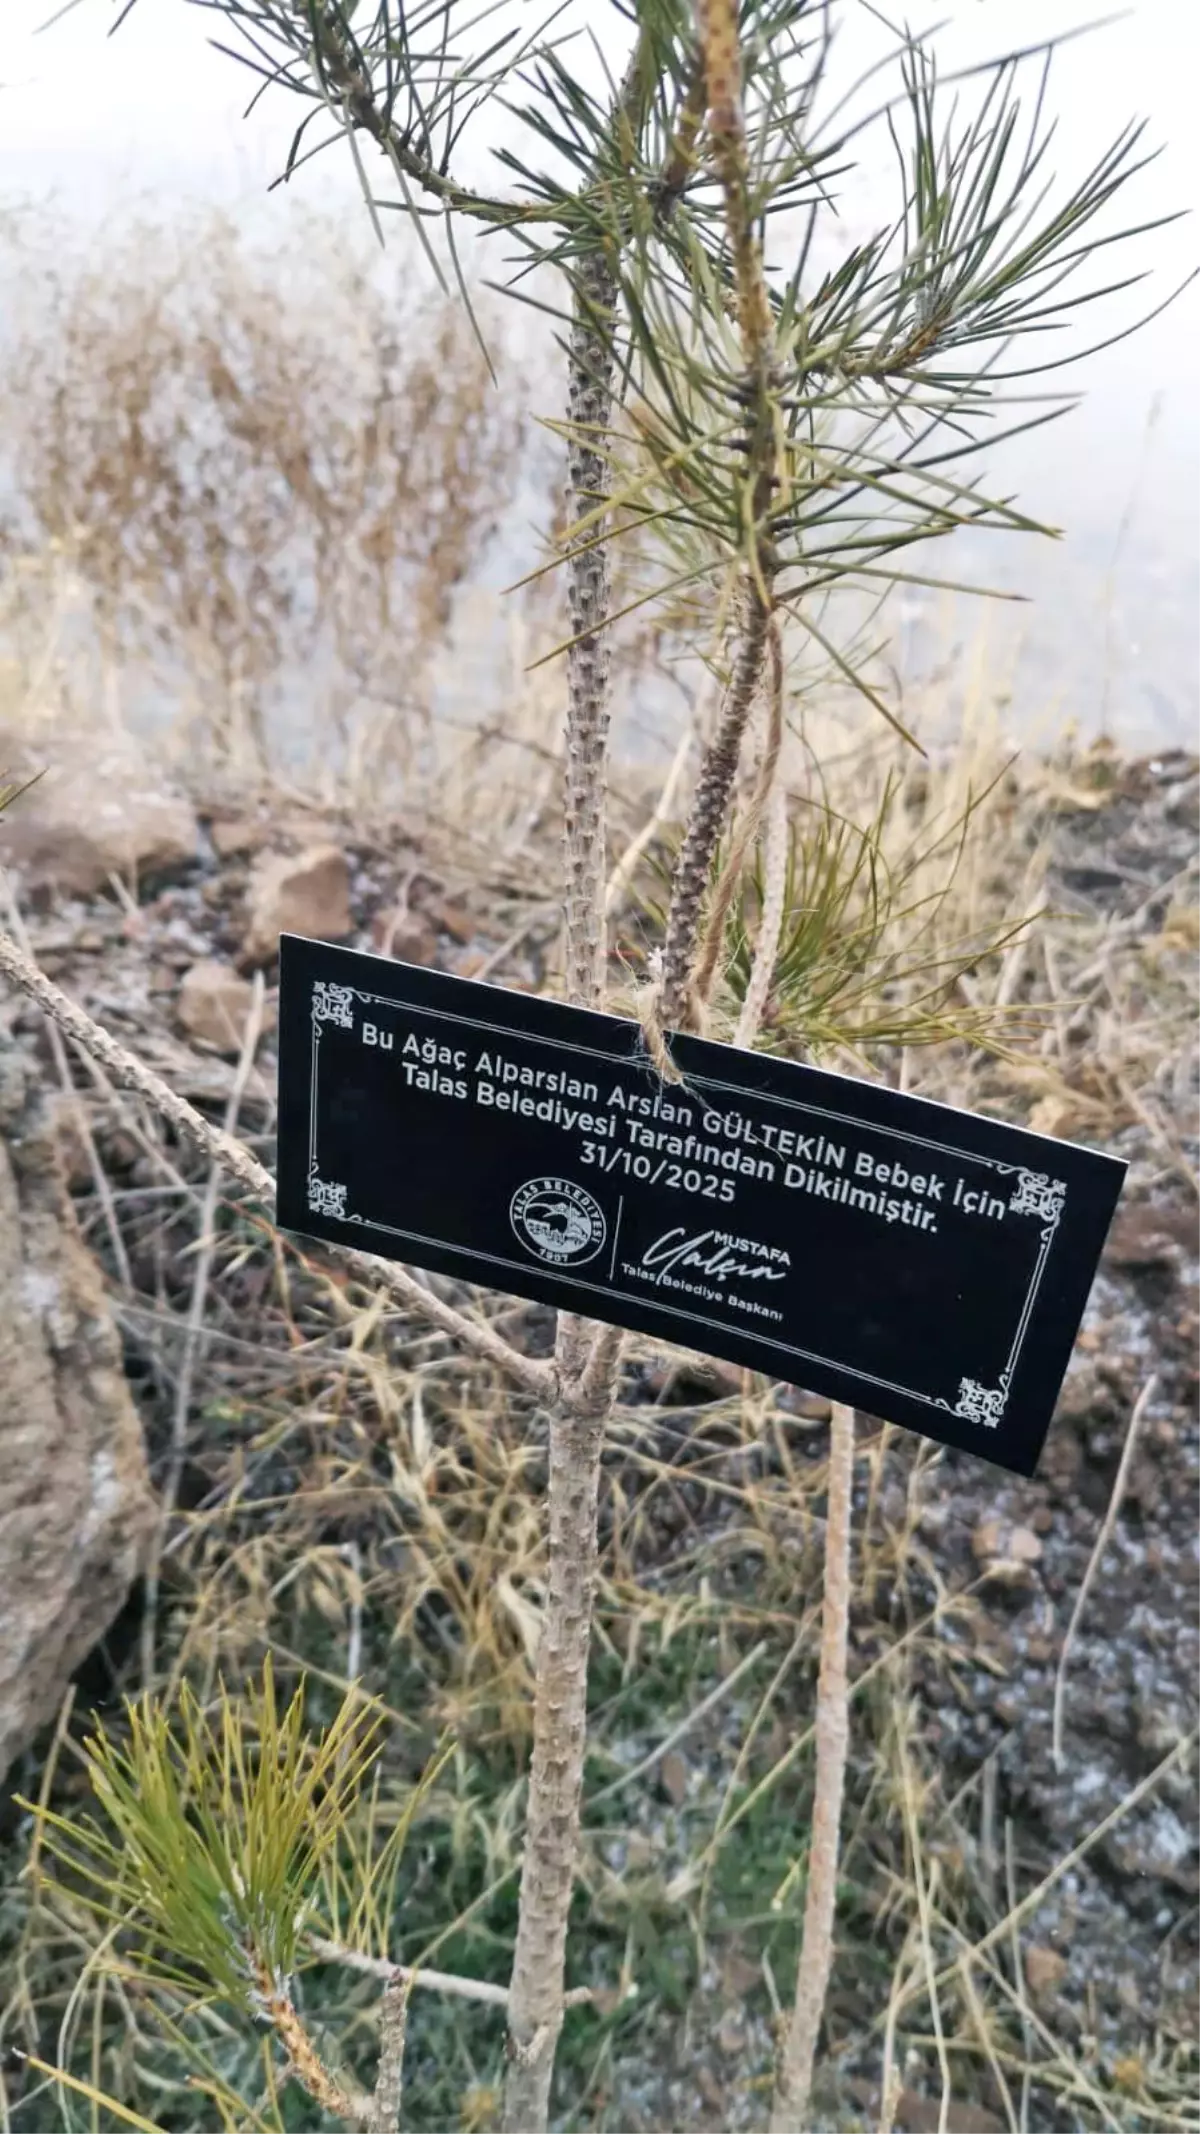 Bu Ağaç Alparslan Arslan GÜLTEKİN Bebek İçin
Talas Belediyesi Tarafından Dikilmiştir.
31/10/2025
TALAS BELEDİYESİ
1907
MUSTAFA
Yalçın
Talas Belediye Başkanı